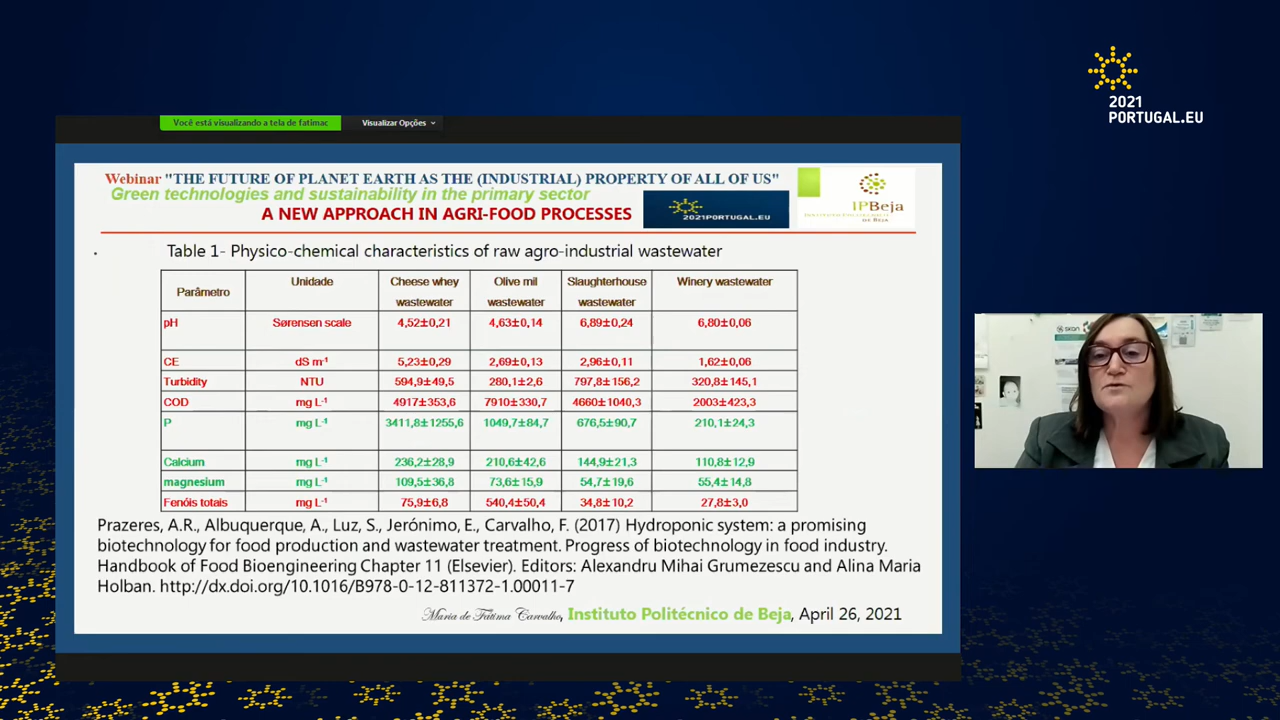 2021
PORTUGAL.EU
Você está visualizando a tela de fatimac
Visualizar Opções
Webinar "THE FUTURE OF PLANET EARTH AS THE (INDUSTRIAL) PROPERTY OF ALL OF US"
Green technologies and sustainability in the primary sector
A NEW APPROACH IN AGRI-FOOD PROCESSES
2021PORTUGAL.EU
IPBeja
INSTITUTO POLITÉCNICO
DE BEJA
Table 1- Physico-chemical characteristics of raw agro-industrial wastewater
Parâmetro Unidade Cheese whey wastewater Olive mil wastewater Slaughterhouse wastewater Winery wastewater
pH Sørensen scale 4,52±0,21 4,63±0,14 6,89±0,24 6,80±0,06
CE dS m-1 5,23±0,29 2,69±0,13 2,96±0,11 1,62±0,06
Turbidity NTU 594,9±49,5 280,1±2,6 797,8±156,2 320,8±145,1
COD mg L-1 4917±353,6 7910±330,7 4660±1040,3 2003±423,3
P mg L-1 3411,8±1255,6 1049,7±84,7 676,5±90,7 210,1±24,3
Calcium mg L-1 236,2±28,9 210,6±42,6 144,9±21,3 110,8±12,9
magnesium mg L-1 109,5±36,8 73,6±15,9 54,7±19,6 55,4±14,8
Fenóis totais mg L-1 75,9±6,8 540,4±50,4 34,8±10,2 27,8±3,0
Prazeres, A.R., Albuquerque, A., Luz, S., Jerónimo, E., Carvalho, F. (2017) Hydroponic system: a promising
biotechnology for food production and wastewater treatment. Progress of biotechnology in food industry.
Handbook of Food Bioengineering Chapter 11 (Elsevier). Editors: Alexandru Mihai Grumezescu and Alina Maria
Holban. http://dx.doi.org/10.1016/B978-0-12-811372-1.00011-7
Maria de Fátima Carvalho, Instituto Politécnico de Beja, April 26, 2021